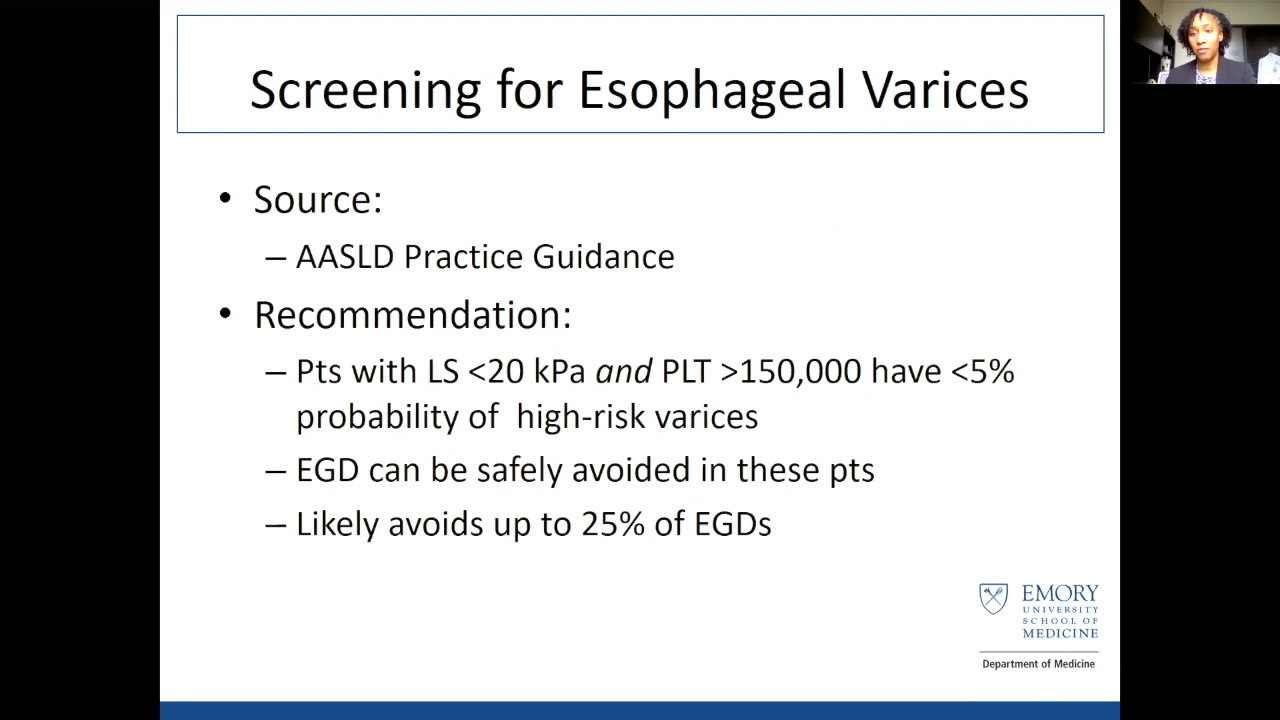 Screening for Esophageal Varices
• Source:
– AASLD Practice Guidance
• Recommendation:
– Pts with LS <20 kPa and PLT >150,000 have <5%
probability of high-risk varices
– EGD can be safely avoided in these pts
– Likely avoids up to 25% of EGDs
EMORY
UNIVERSITY
SCHOOL OF
MEDICINE
Department of Medicine